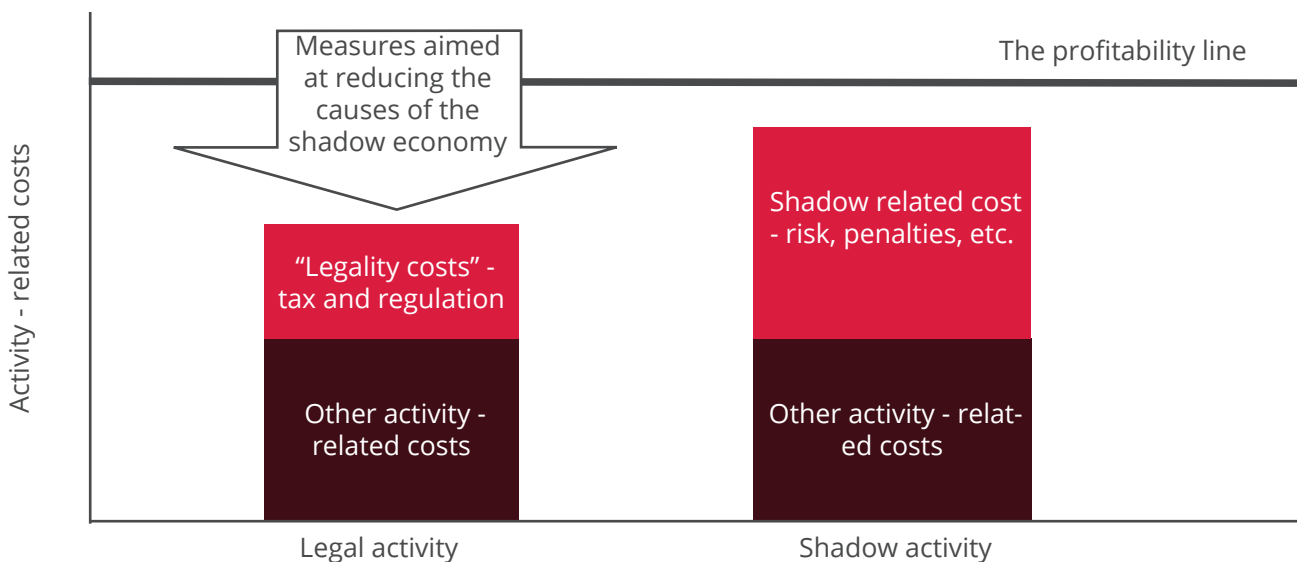 Measures aimed
at reducing the
causes of the
shadow economy
The profitability line
Activity - related costs
“Legality cost” -
tax and regulation
Other activity -
related costs
Shadow related cost
- risk, penalties, etc.
Other activity - relat-
ed costs
Legal activity
Shadow activity